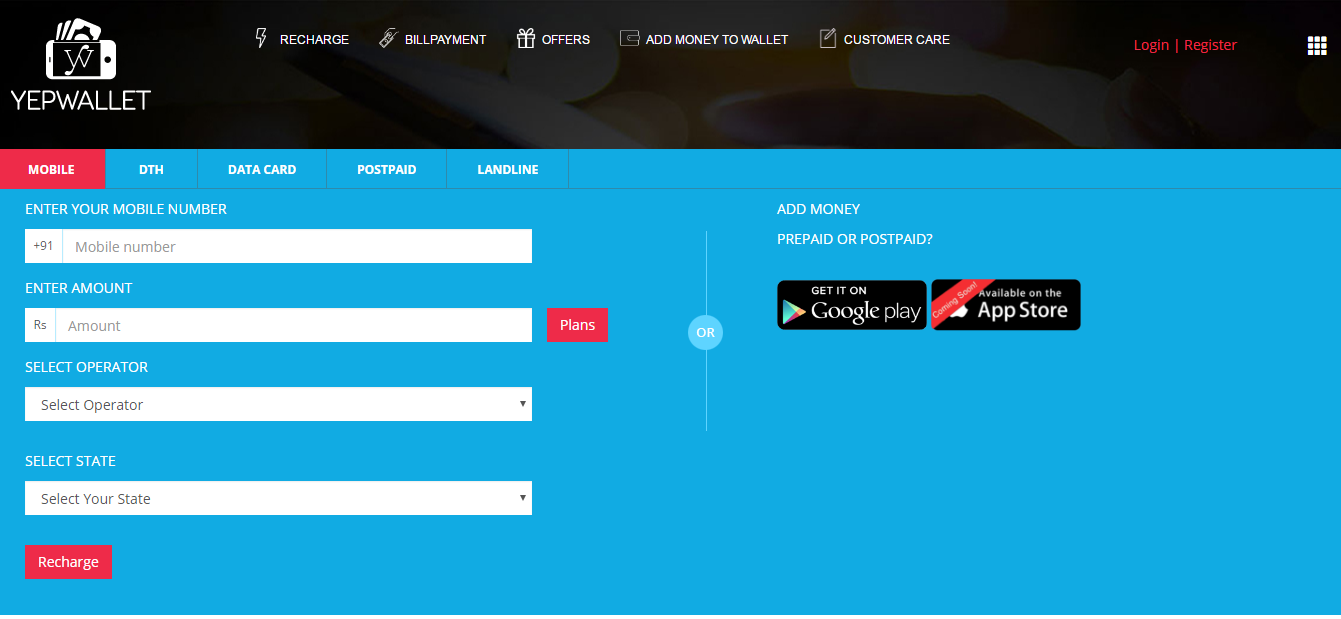 yw
YEPWALLET
RECHARGE
BILLPAYMENT
OFFERS
ADD MONEY TO WALLET
CUSTOMER CARE
Login | Register
MOBILE
DTH
DATA CARD
POSTPAID
LANDLINE
ENTER YOUR MOBILE NUMBER
+91
Mobile number
ENTER AMOUNT
Rs
Amount
Plans
SELECT OPERATOR
Select Operator
SELECT STATE
Select Your State
Recharge
OR
ADD MONEY
PREPAID OR POSTPAID?
GET IT ON
Google play
Coming Soon!
Available on the
App Store